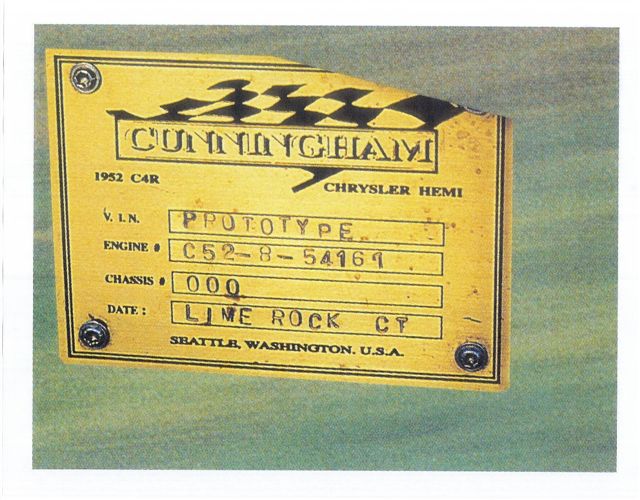 CUNNINGHAM
1952 C4R
CHRYSLER HEMI
V. I. N. PROTOTYPE
ENGINE # C52-8-54161
CHASSIS # 000
DATE: LIME ROCK CT
SEATTLE, WASHINGTON. U.S.A.